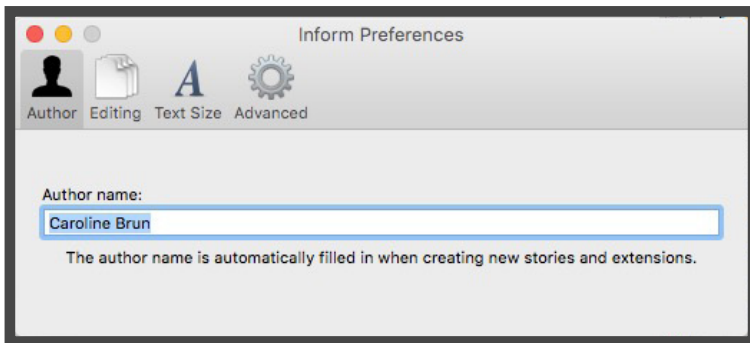 Inform Preferences
Author Editing Text Size Advanced
Author name:
Caroline Brun
The author name is automatically filled in when creating new stories and extensions.